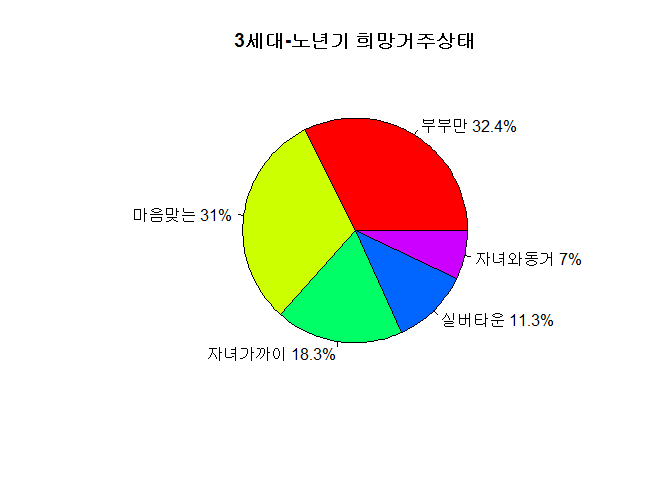 3세대-노년기 희망거주상태
부부만 32.4%
마음맞는 31%
자녀와동거 7%
실버타운 11.3%
자녀가까이 18.3%